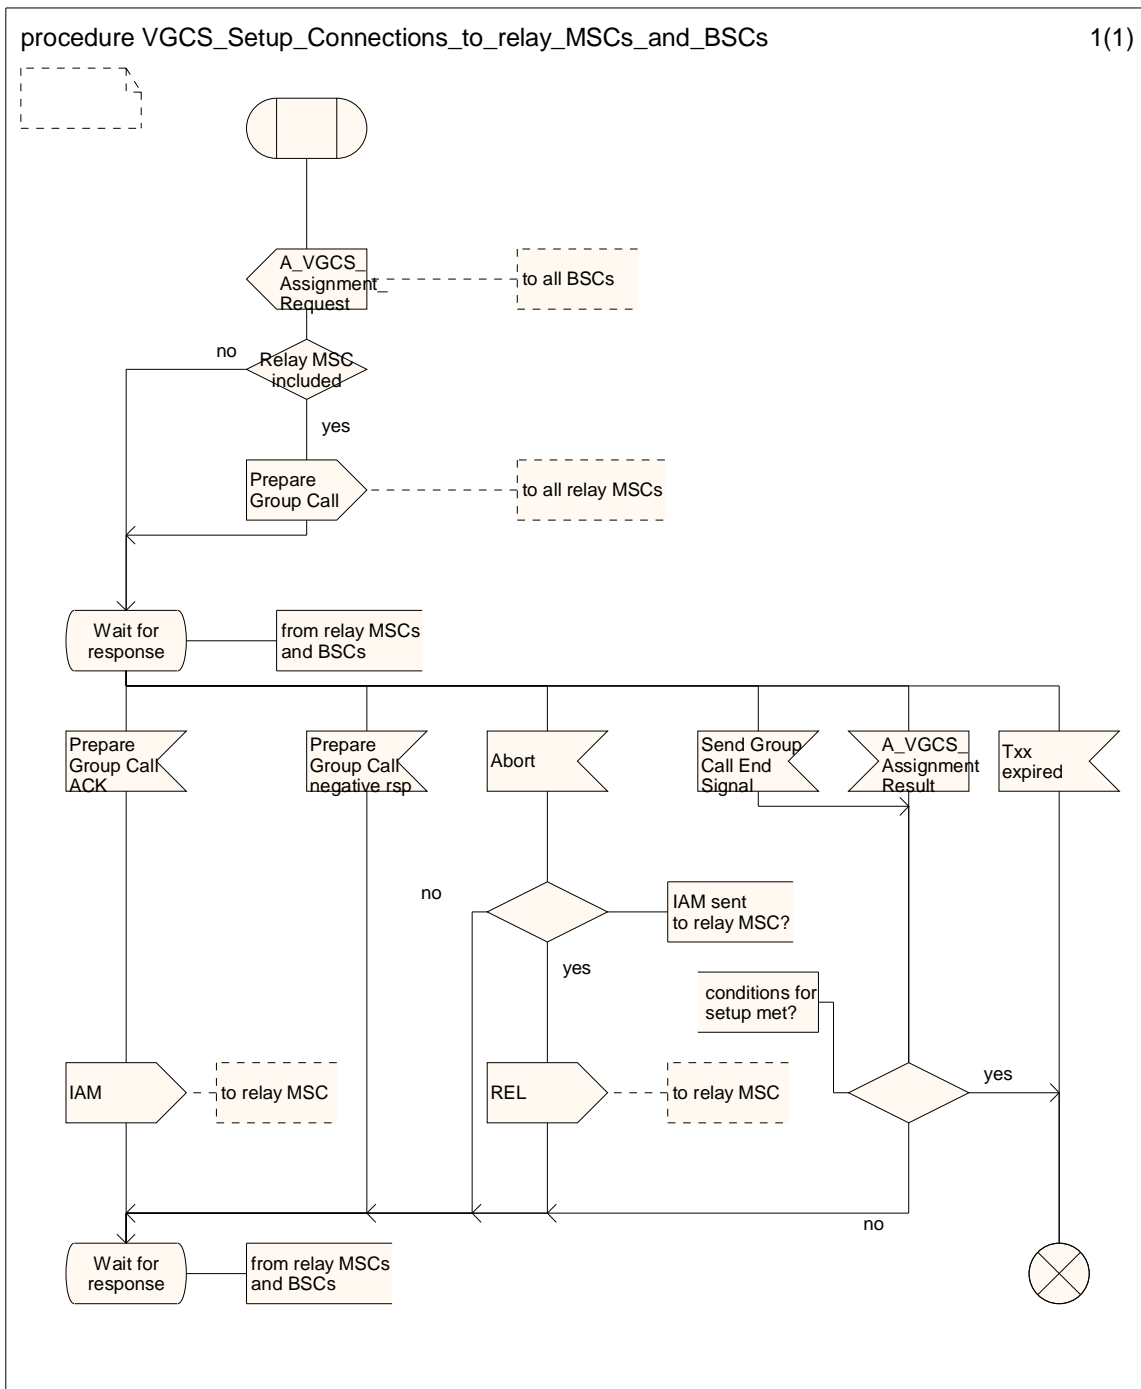 procedure VGCS_Setup_Connections_to_relay_MSCs_and_BSCs
1(1)
A_VGCS_
Assignment_
Request
to all BSCs
no
Relay MSC
included
yes
Prepare
Group Call
to all relay MSCs
Wait for
response
from relay MSCs
and BSCs
Prepare
Group Call
ACK
Prepare
Group Call
negative rsp
Abort
Send Group
Call End
Signal
A_VGCS_
Assignment
Result
Txx
expired
no
IAM sent
to relay MSC?
yes
conditions for
setup met?
IAM
to relay MSC
REL
to relay MSC
yes
no
Wait for
response
from relay MSCs
and BSCs